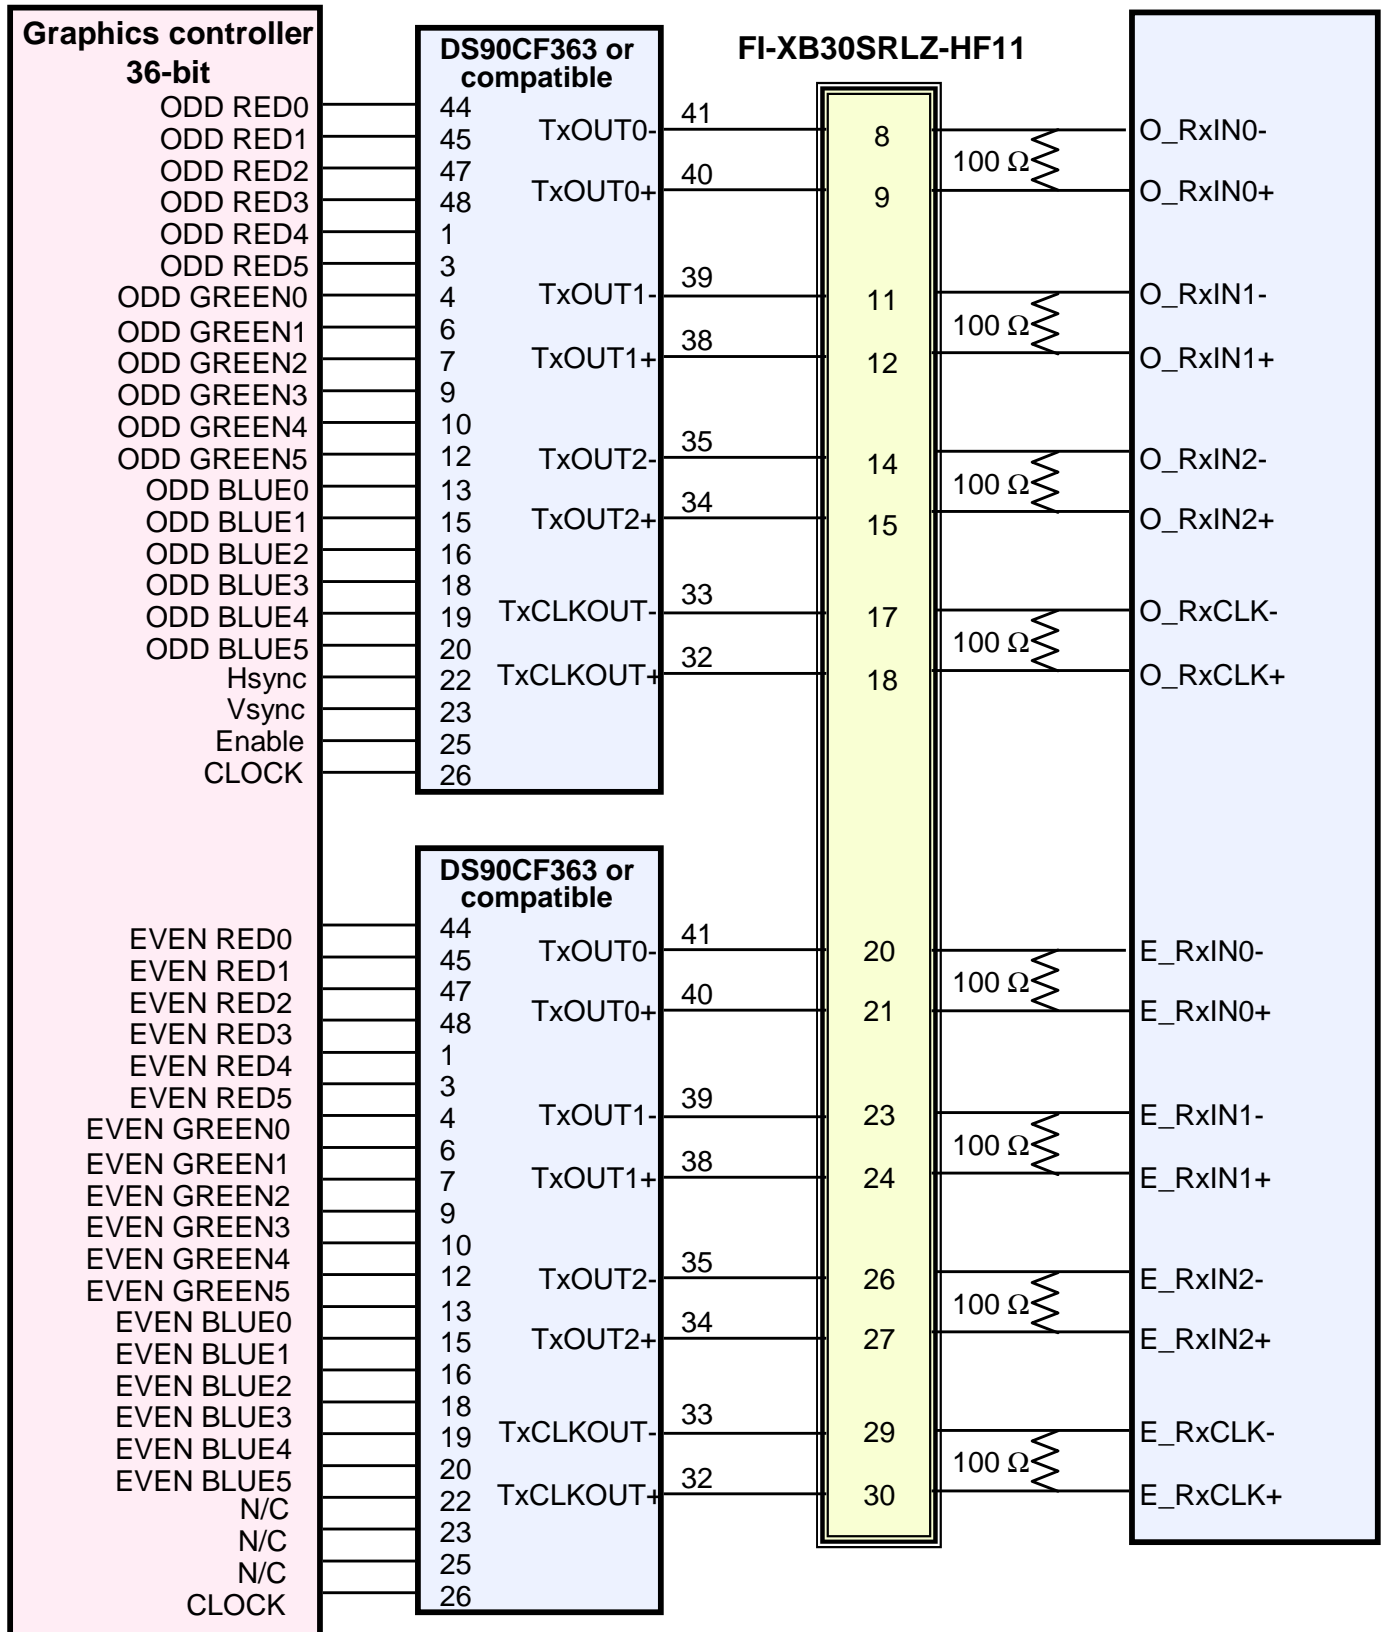 Graphics controller
36-bit
DS90CF363 or
compatible
FI-XB30SRLZ-HF11
ODD RED0
ODD RED1
ODD RED2
ODD RED3
ODD RED4
ODD RED5
ODD GREEN0
ODD GREEN1
ODD GREEN2
ODD GREEN3
ODD GREEN4
ODD GREEN5
ODD BLUE0
ODD BLUE1
ODD BLUE2
ODD BLUE3
ODD BLUE4
ODD BLUE5
Hsync
Vsync
Enable
CLOCK
44
45
47
48
1
3
4
6
7
9
10
12
13
15
16
18
19
20
22
23
25
26
TxOUT0- 41
TxOUT0+ 40
TxOUT1- 39
TxOUT1+ 38
TxOUT2- 35
TxOUT2+ 34
TxCLKOUT- 33
TxCLKOUT+ 32
8
9
11
12
14
15
17
18
100 Ω
100 Ω
100 Ω
100 Ω
O_RxIN0-
O_RxIN0+
O_RxIN1-
O_RxIN1+
O_RxIN2-
O_RxIN2+
O_RxCLK-
O_RxCLK+
DS90CF363 or
compatible
EVEN RED0
EVEN RED1
EVEN RED2
EVEN RED3
EVEN RED4
EVEN RED5
EVEN GREEN0
EVEN GREEN1
EVEN GREEN2
EVEN GREEN3
EVEN GREEN4
EVEN GREEN5
EVEN BLUE0
EVEN BLUE1
EVEN BLUE2
EVEN BLUE3
EVEN BLUE4
EVEN BLUE5
N/C
N/C
N/C
CLOCK
44
45
47
48
1
3
4
6
7
9
10
12
13
15
16
18
19
20
22
23
25
26
TxOUT0- 41
TxOUT0+ 40
TxOUT1- 39
TxOUT1+ 38
TxOUT2- 35
TxOUT2+ 34
TxCLKOUT- 33
TxCLKOUT+ 32
20
21
23
24
26
27
29
30
100 Ω
100 Ω
100 Ω
100 Ω
E_RxIN0-
E_RxIN0+
E_RxIN1-
E_RxIN1+
E_RxIN2-
E_RxIN2+
E_RxCLK-
E_RxCLK+